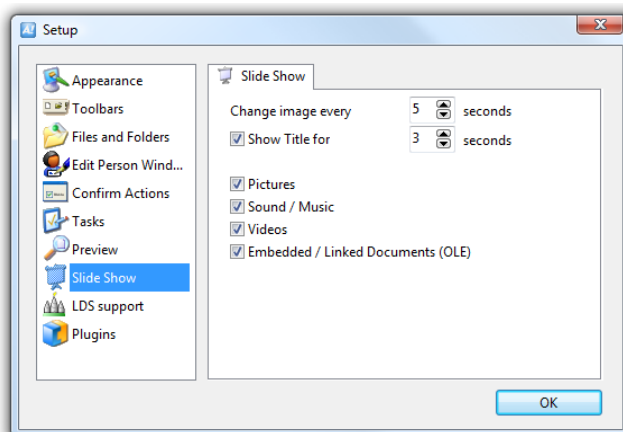 A!
Setup
Appearance
Toolbars
Files and Folders
Edit Person Wind...
Confirm Actions
Tasks
Preview
Slide Show
LDS support
Plugins
Slide Show
Change image every 5 seconds
Show Title for 3 seconds
Pictures
Sound / Music
Videos
Embedded / Linked Documents (OLE)
OK